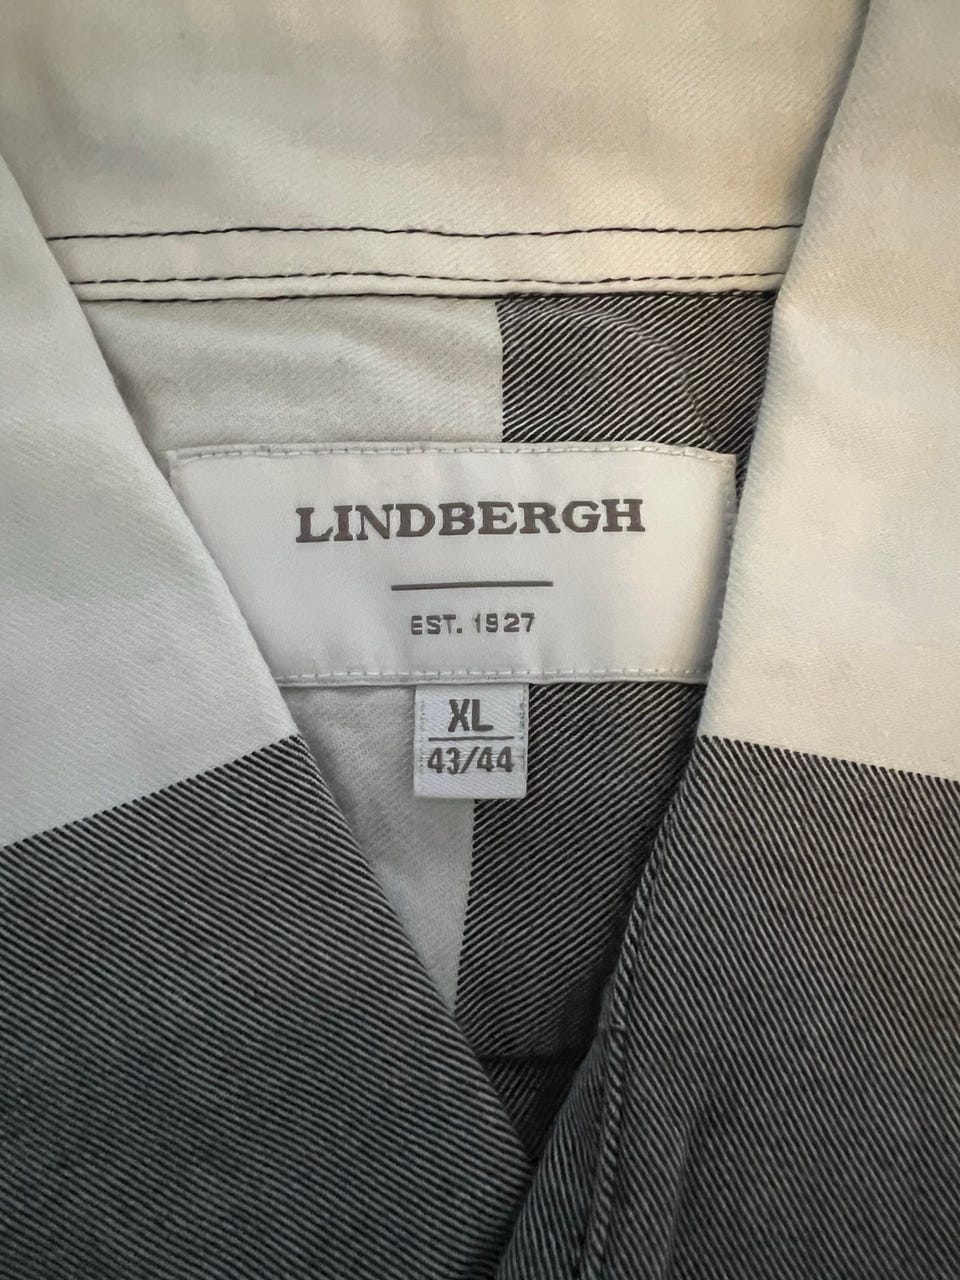 LINDBERGH
EST. 1927
XL
43/44